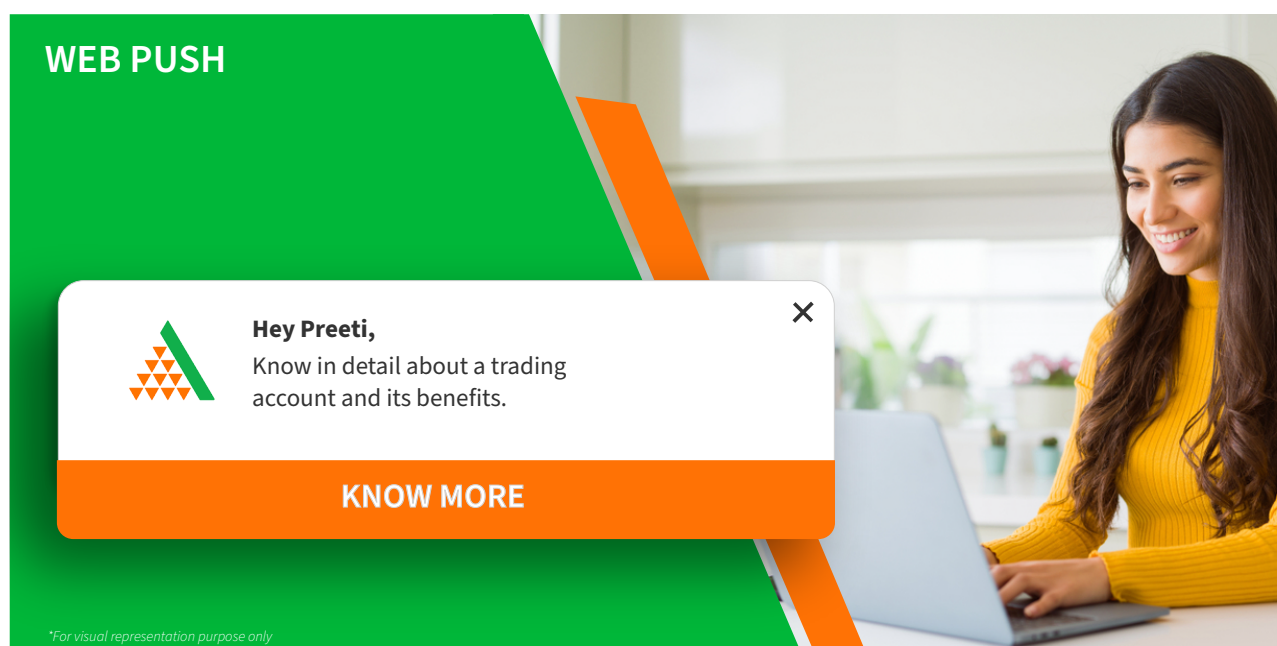 WEB PUSH
Hey Preeti,
Know in detail about a trading
account and its benefits.
KNOW MORE
*For visual representation purpose only